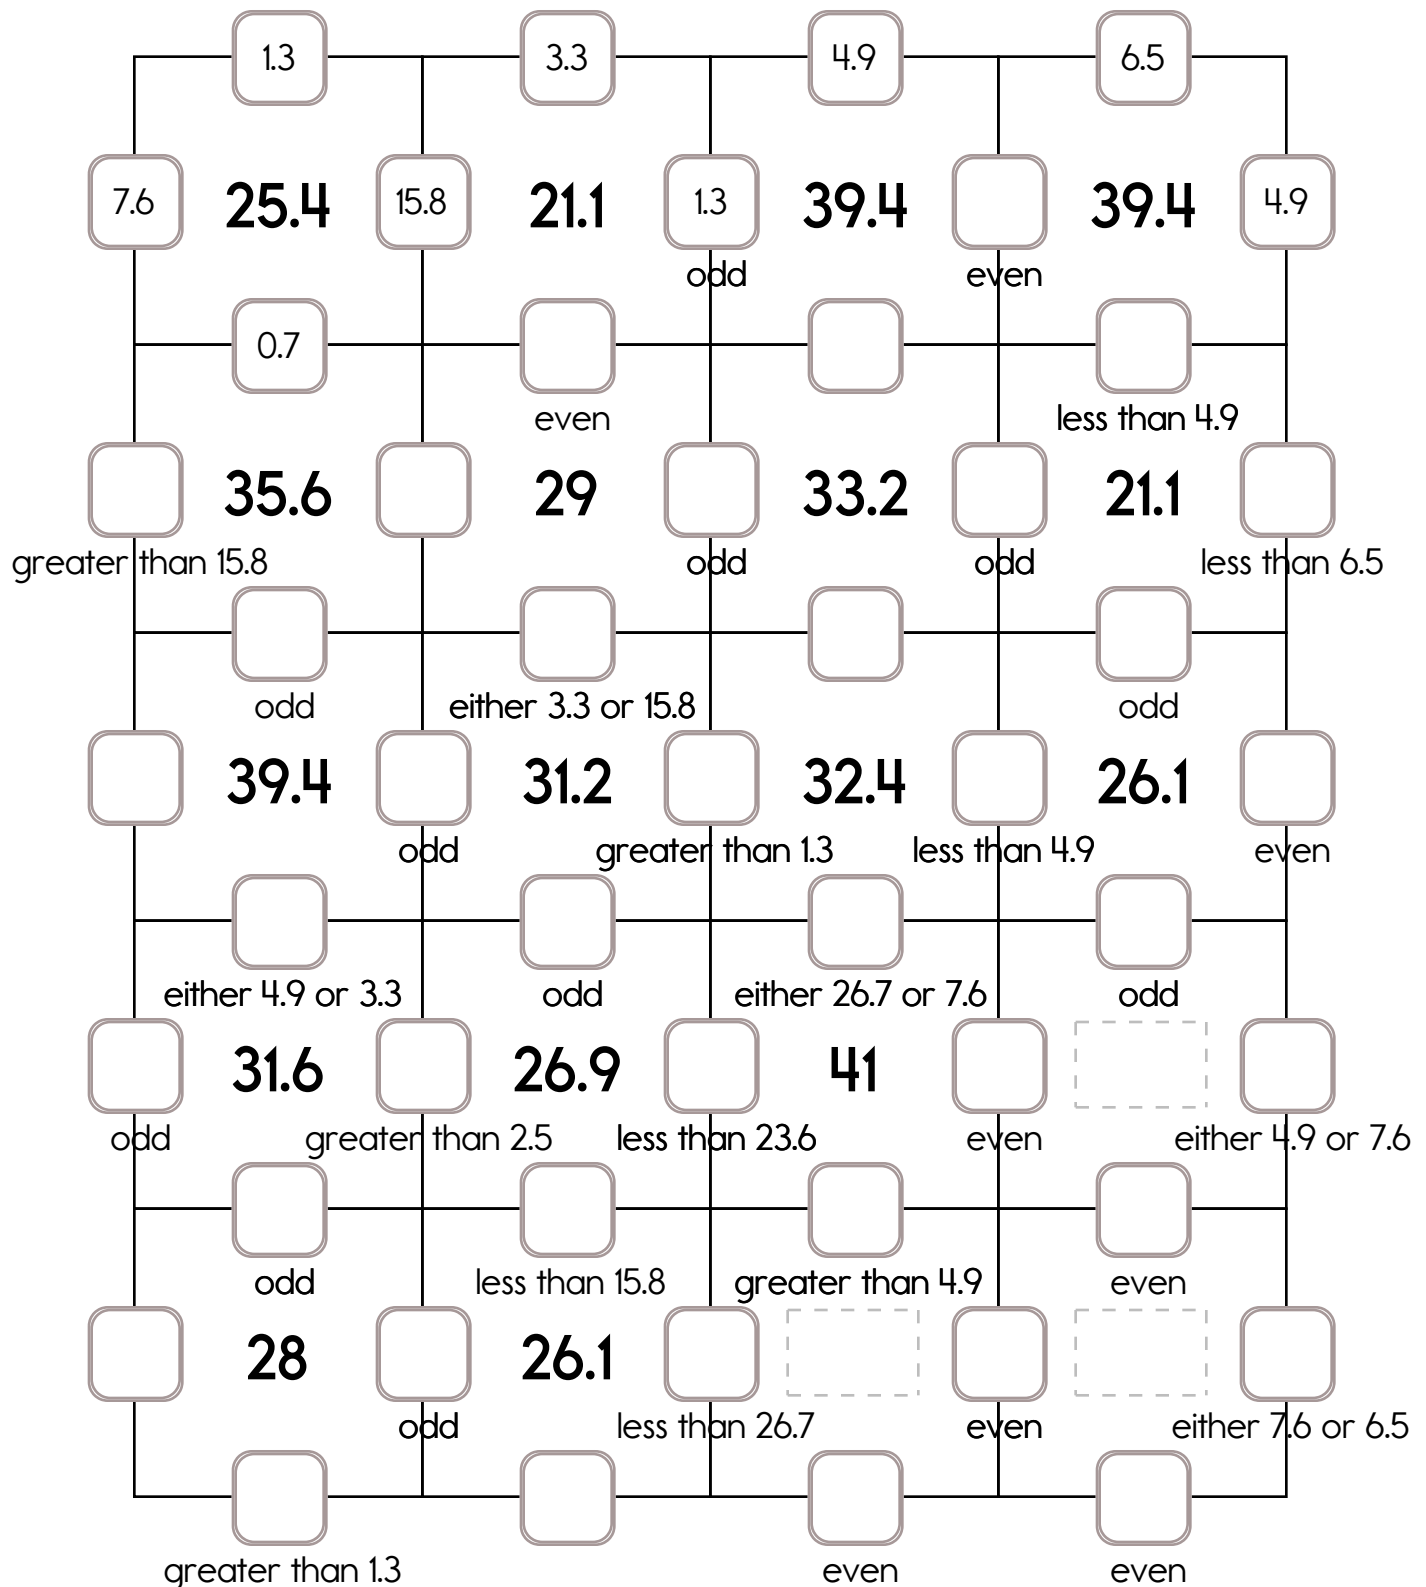 1.3 3.3 4.9 6.5
7.6 25.4 15.8 21.1 1.3 39.4 39.4 4.9
odd even
0.7
even less than 4.9
35.6 29 33.2 21.1
greater than 15.8 odd odd less than 6.5
odd either 3.3 or 15.8 odd
39.4 31.2 32.4 26.1
odd greater than 1.3 less than 4.9 even
either 4.9 or 3.3 odd either 26.7 or 7.6 odd
31.6 26.9 41
odd greater than 2.5 less than 23.6 even either 4.9 or 7.6
odd less than 15.8 greater than 4.9 even
28 26.1
odd less than 26.7 even either 7.6 or 6.5
greater than 1.3 even even